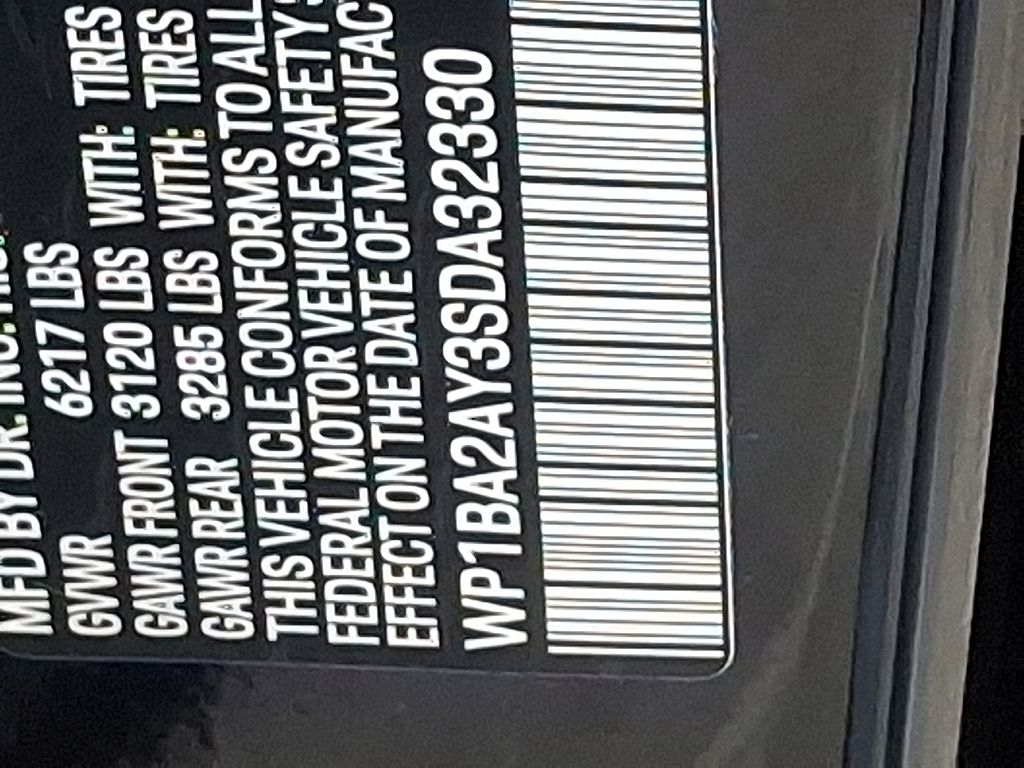 MFD BY DR. ING.
GVWR 6217 LBS
GAWR FRONT 3120 LBS WITH: TIRES
GAWR REAR 3285 LBS WITH: TIRES
THIS VEHICLE CONFORMS TO ALL
FEDERAL MOTOR VEHICLE SAFETY
EFFECT ON THE DATE OF MANUFAC
WP1BA2AY3SDA32330